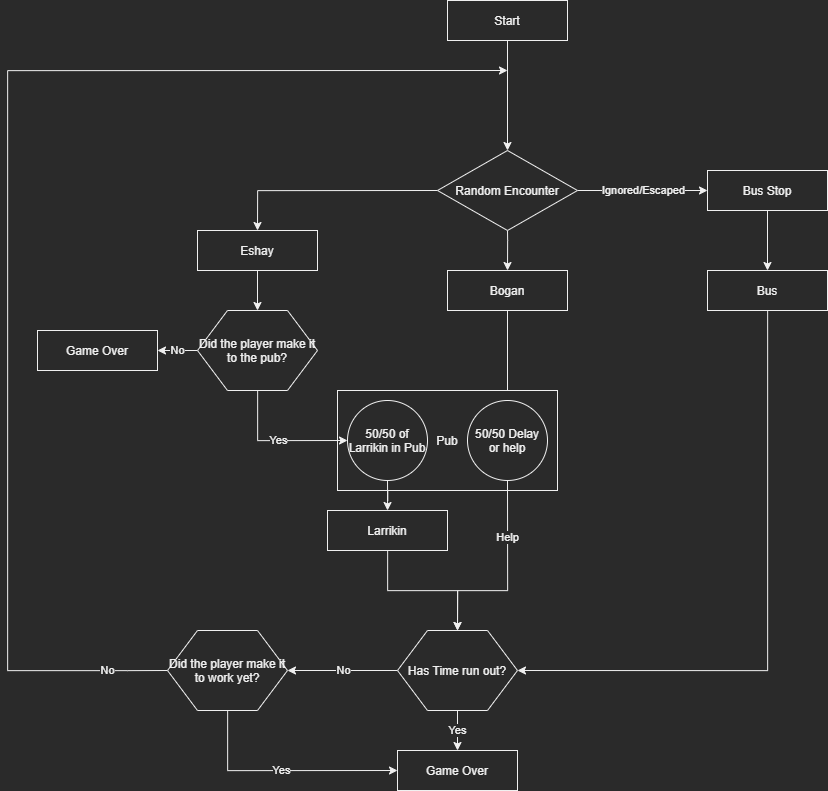 Start
Random Encounter
Ignored/Escaped
Bus Stop
Eshay
Bogan
Bus
Did the player make it
to the pub?
No
Game Over
Yes
50/50 of
Larrikin in Pub
Pub
50/50 Delay
or help
Larrikin
Help
Did the player make it
to work yet?
No
No
Has Time run out?
Yes
Yes
Game Over